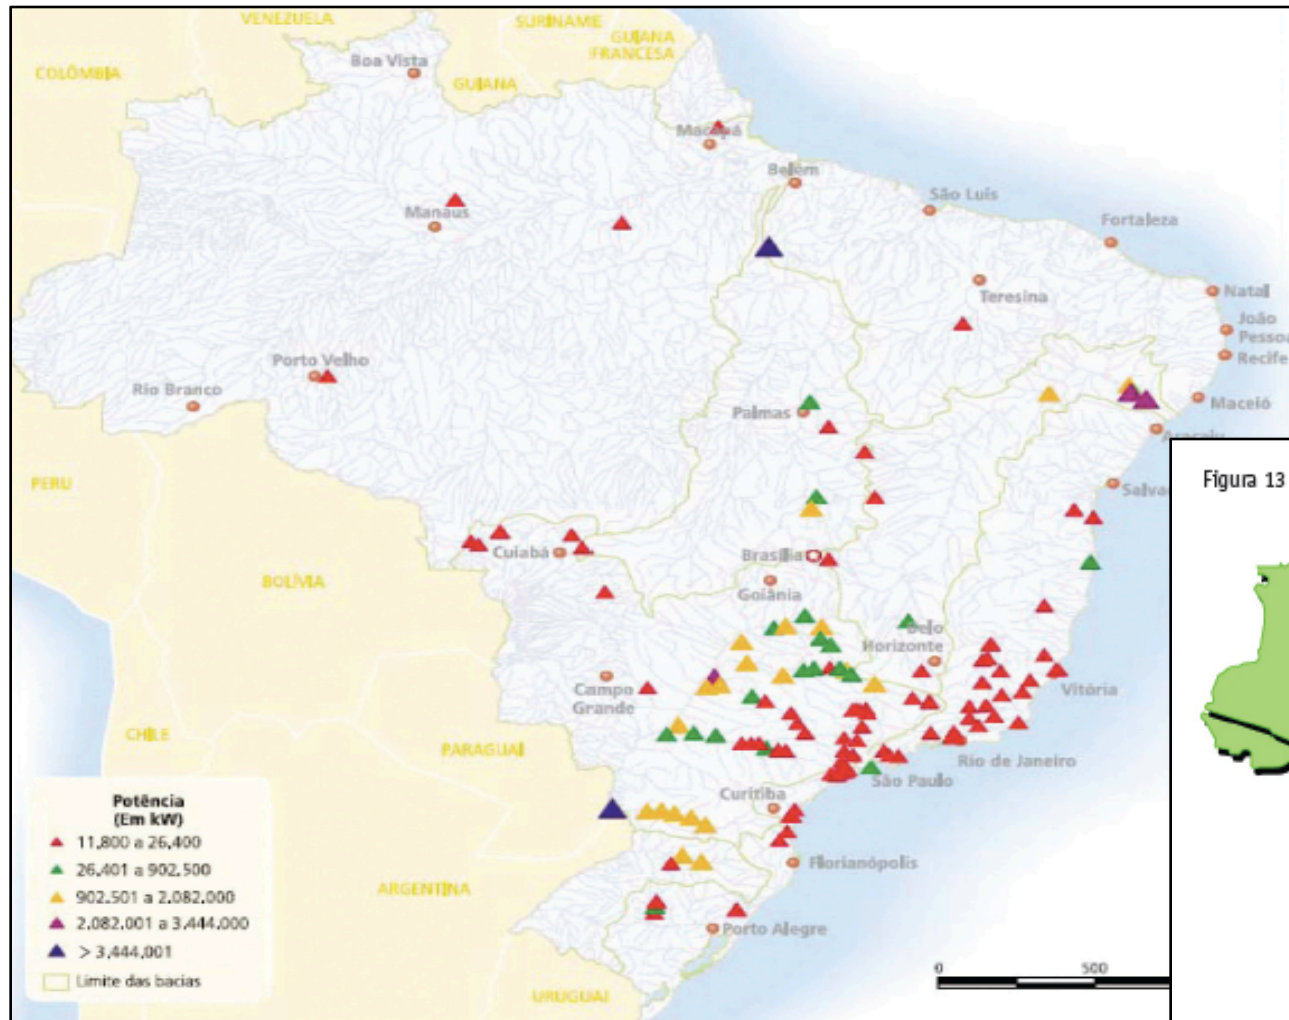 VENEZUELA
SURINAME
GUIANA
FRANCESA
COLÔMBIA
Boa Vista
GUIANA
Macapá
Belém
São Luis
Manaus
Fortaleza
Teresina
Natal
João
Pessoa
Recife
Porto Velho
Rio Branco
Palmas
Maceió
Aracaju
PERU
Salvac
Figura 13
Cuiabá
Brasília
BOLÍVIA
Goiânia
Belo
Horizonte
Campo
Grande
Vitória
CHILE
PARAGUAI
Rio de Janeiro
São Paulo
Curitiba
Potência
(Em kW)
11,800 a 26,400
26,401 a 902,500
902,501 a 2.082,000
2,082,001 a 3,444,000
> 3,444,001
Limite das bacias
Florianópolis
ARGENTINA
Porto Alegre
URUGUAI
0 500